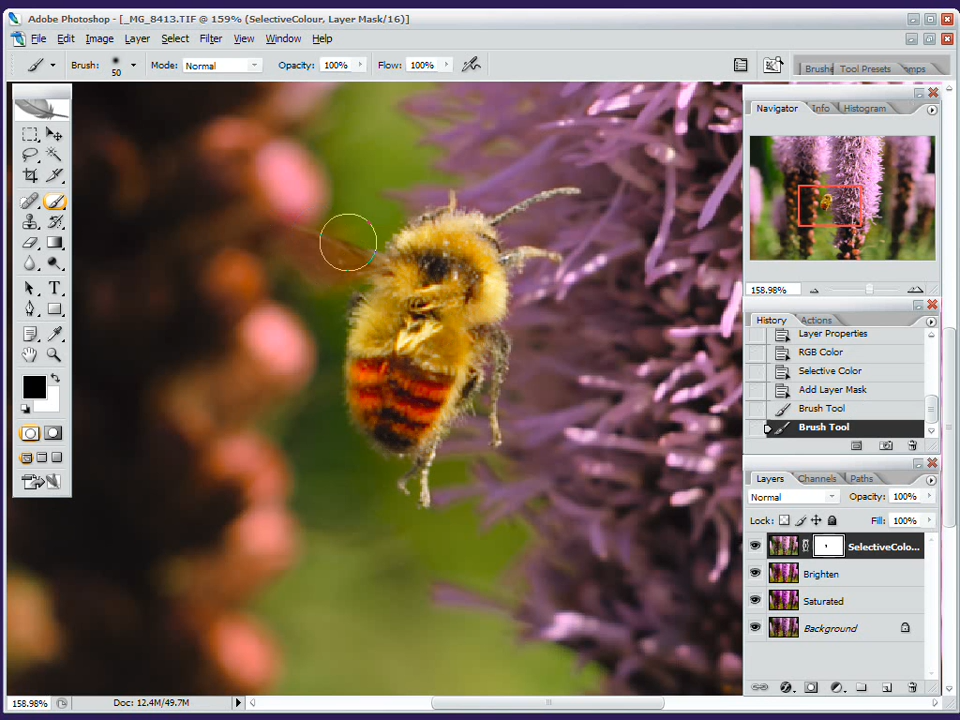 Adobe Photoshop - [_MG_8413.TIF @ 159% (SelectiveColour, Layer Mask/16)]
File Edit Image Layer Select Filter View Window Help
Brush: 50 Mode: Normal Opacity: 100% Flow: 100%
Brushe Tool Presets omps
Navigator Info Histogram
158.98%
History Actions
Layer Properties
RGB Color
Selective Color
Add Layer Mask
Brush Tool
Brush Tool
Layers Channels Paths
Normal Opacity: 100%
Lock: Fill: 100%
SelectiveColo...
Brighten
Saturated
Background
158.98% Doc: 12.4M/49.7M